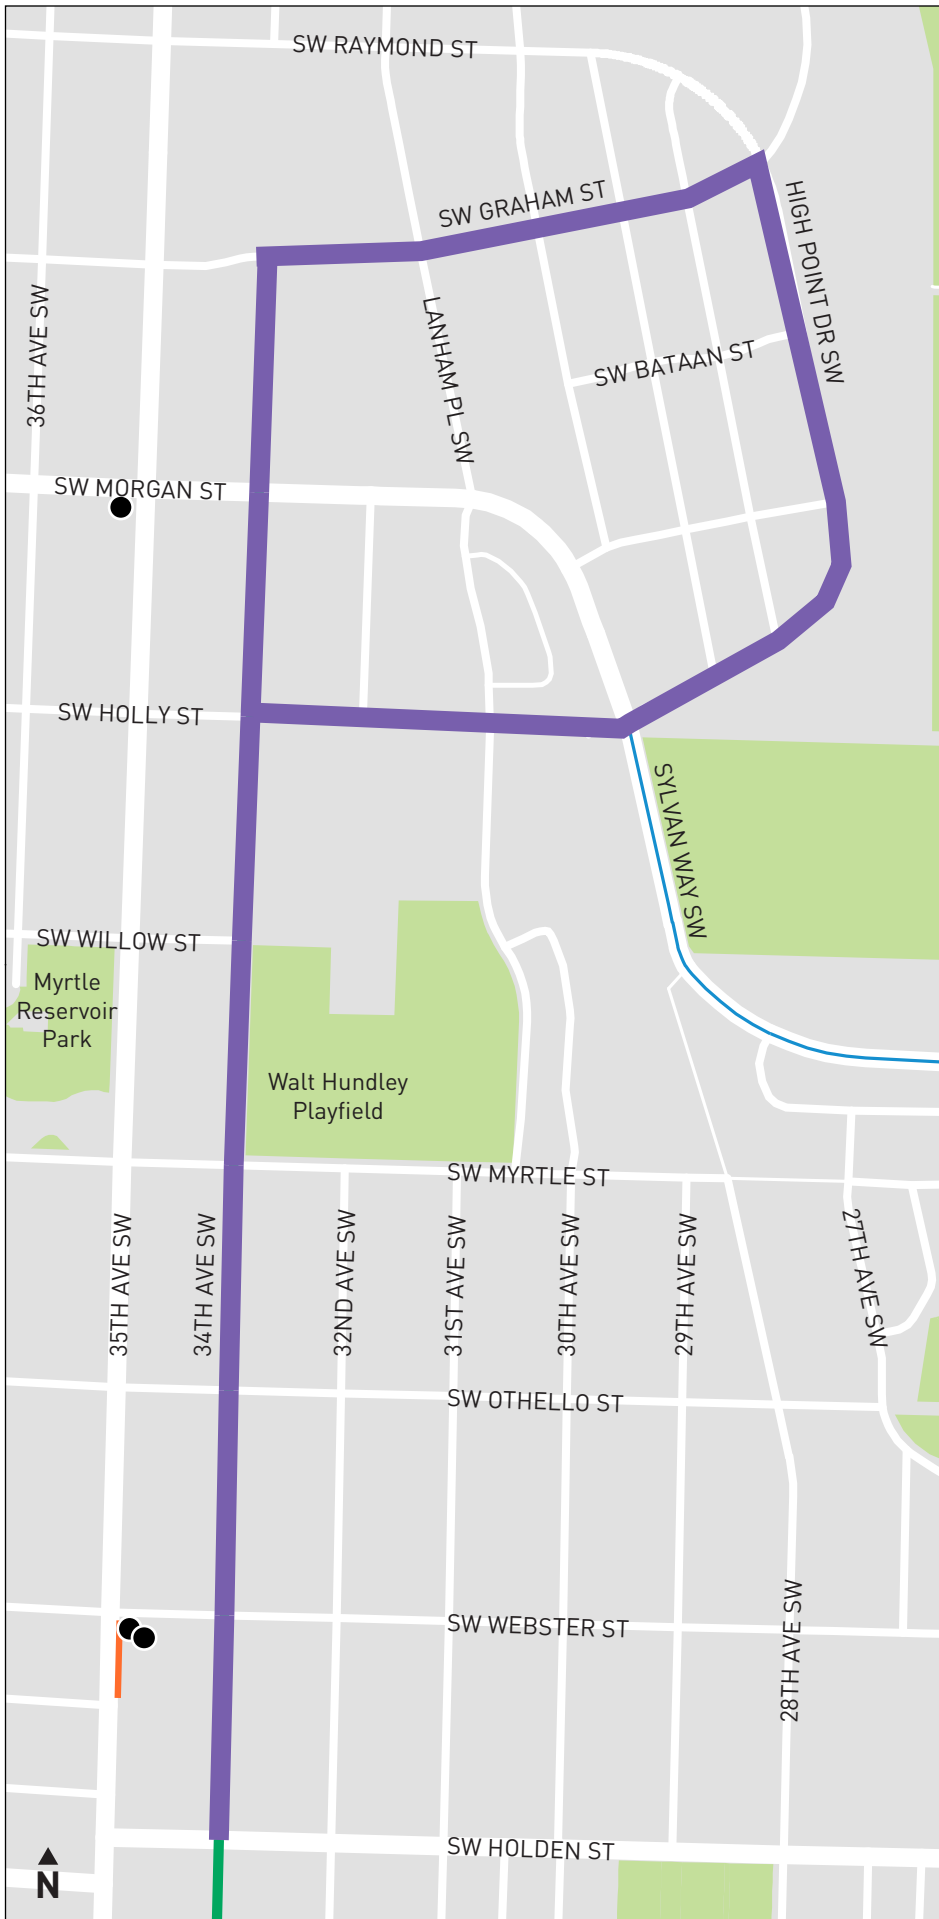 SW RAYMOND ST
SW GRAHAM ST
HIGH POINT DR SW
36TH AVE SW
LANHAM PL SW
SW BATAAN ST
SW MORGAN ST
SW HOLLY ST
SYLVAN WAY SW
SW WILLOW ST
Myrtle
Reservoir
Park
Walt Hundley
Playfield
SW MYRTLE ST
35TH AVE SW
34TH AVE SW
32ND AVE SW
31ST AVE SW
30TH AVE SW
29TH AVE SW
27TH AVE SW
SW OTHELLO ST
28TH AVE SW
SW WEBSTER ST
SW HOLDEN ST
N